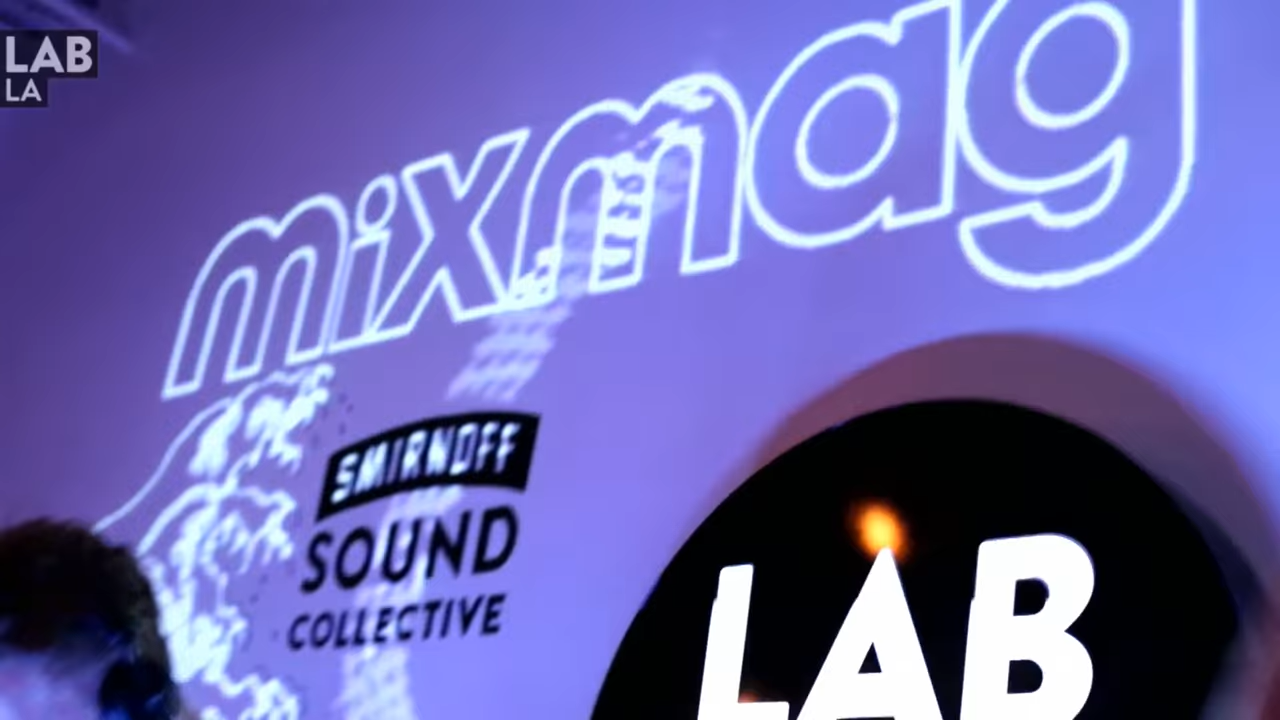 LAB
LA
mixmag
SMIRNOFF
SOUND
COLLECTIVE
LAB